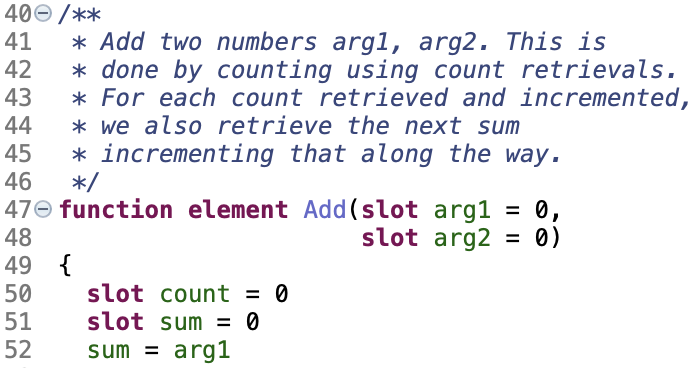 40 /**
41 * Add two numbers arg1, arg2. This is
42 * done by counting using count retrievals.
43 * For each count retrieved and incremented,
44 * we also retrieve the next sum
45 * incrementing that along the way.
46 */
47 function element Add(slot arg1 = 0,
48 slot arg2 = 0)
49 {
50 slot count = 0
51 slot sum = 0
52 sum = arg1